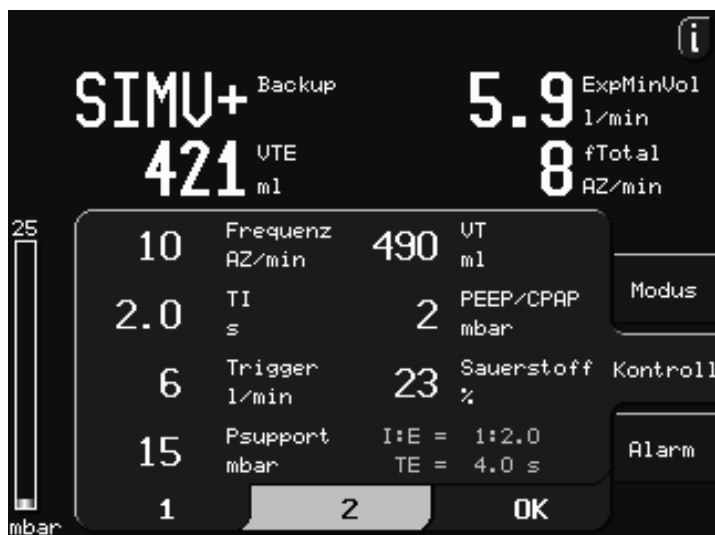 i
SIMV+ Backup
5.9 ExpMinVol l/min
421 VTE ml
8 fTotal AZ/min
25
10 Frequenz AZ/min
490 VT ml
Modus
2.0 TI s
2 PEEP/CPAP mbar
6 Trigger l/min
23 Sauerstoff %
Kontroll
15 Psupport mbar
I:E = 1:2.0
TE = 4.0 s
Alarm
1
2
OK
mbar